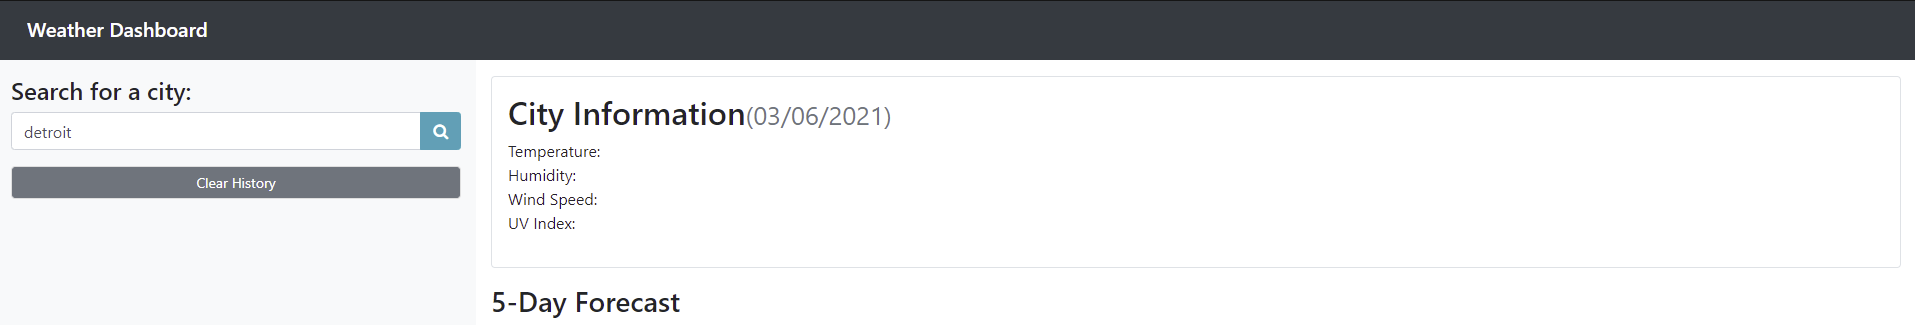 Weather Dashboard
Search for a city:
detroit
Clear History
City Information(03/06/2021)
Temperature:
Humidity:
Wind Speed:
UV Index:
5-Day Forecast